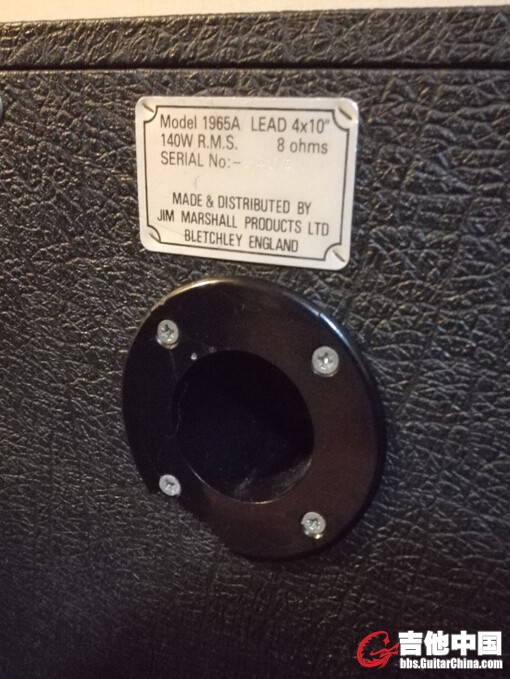 Model 1965A LEAD 4x10"
140W R.M.S. 8 ohms
SERIAL No:-
MADE & DISTRIBUTED BY
JIM MARSHALL PRODUCTS LTD
BLETCHLEY ENGLAND
吉他中国
bbs.GuitarChina.com